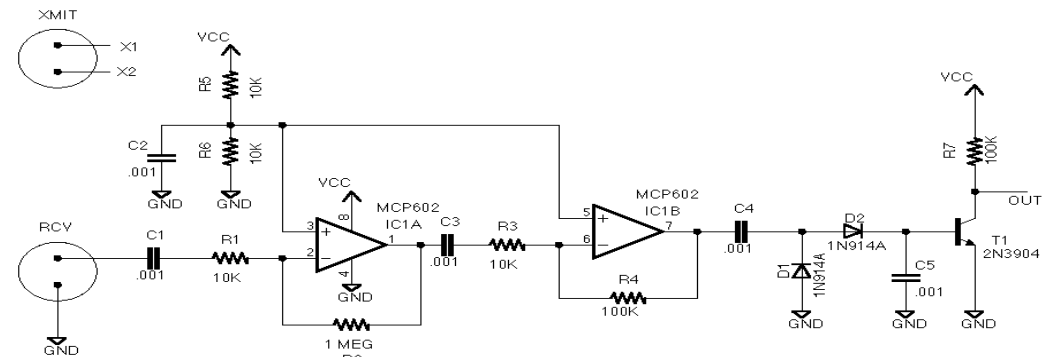 XMIT
X1
X2
VCC
R5
10K
R6
10K
C2
.001
GND
GND
VCC
MCP602
IC1A
8
3
2
1
4
GND
RCV
C1
.001
R1
10K
1 MEG
GND
C3
.001
R3
10K
MCP602
IC1B
5
6
7
R4
100K
C4
.001
D1
1N914A
GND
D2
1N914A
C5
.001
GND
VCC
R7
100K
OUT
T1
2N3904
GND